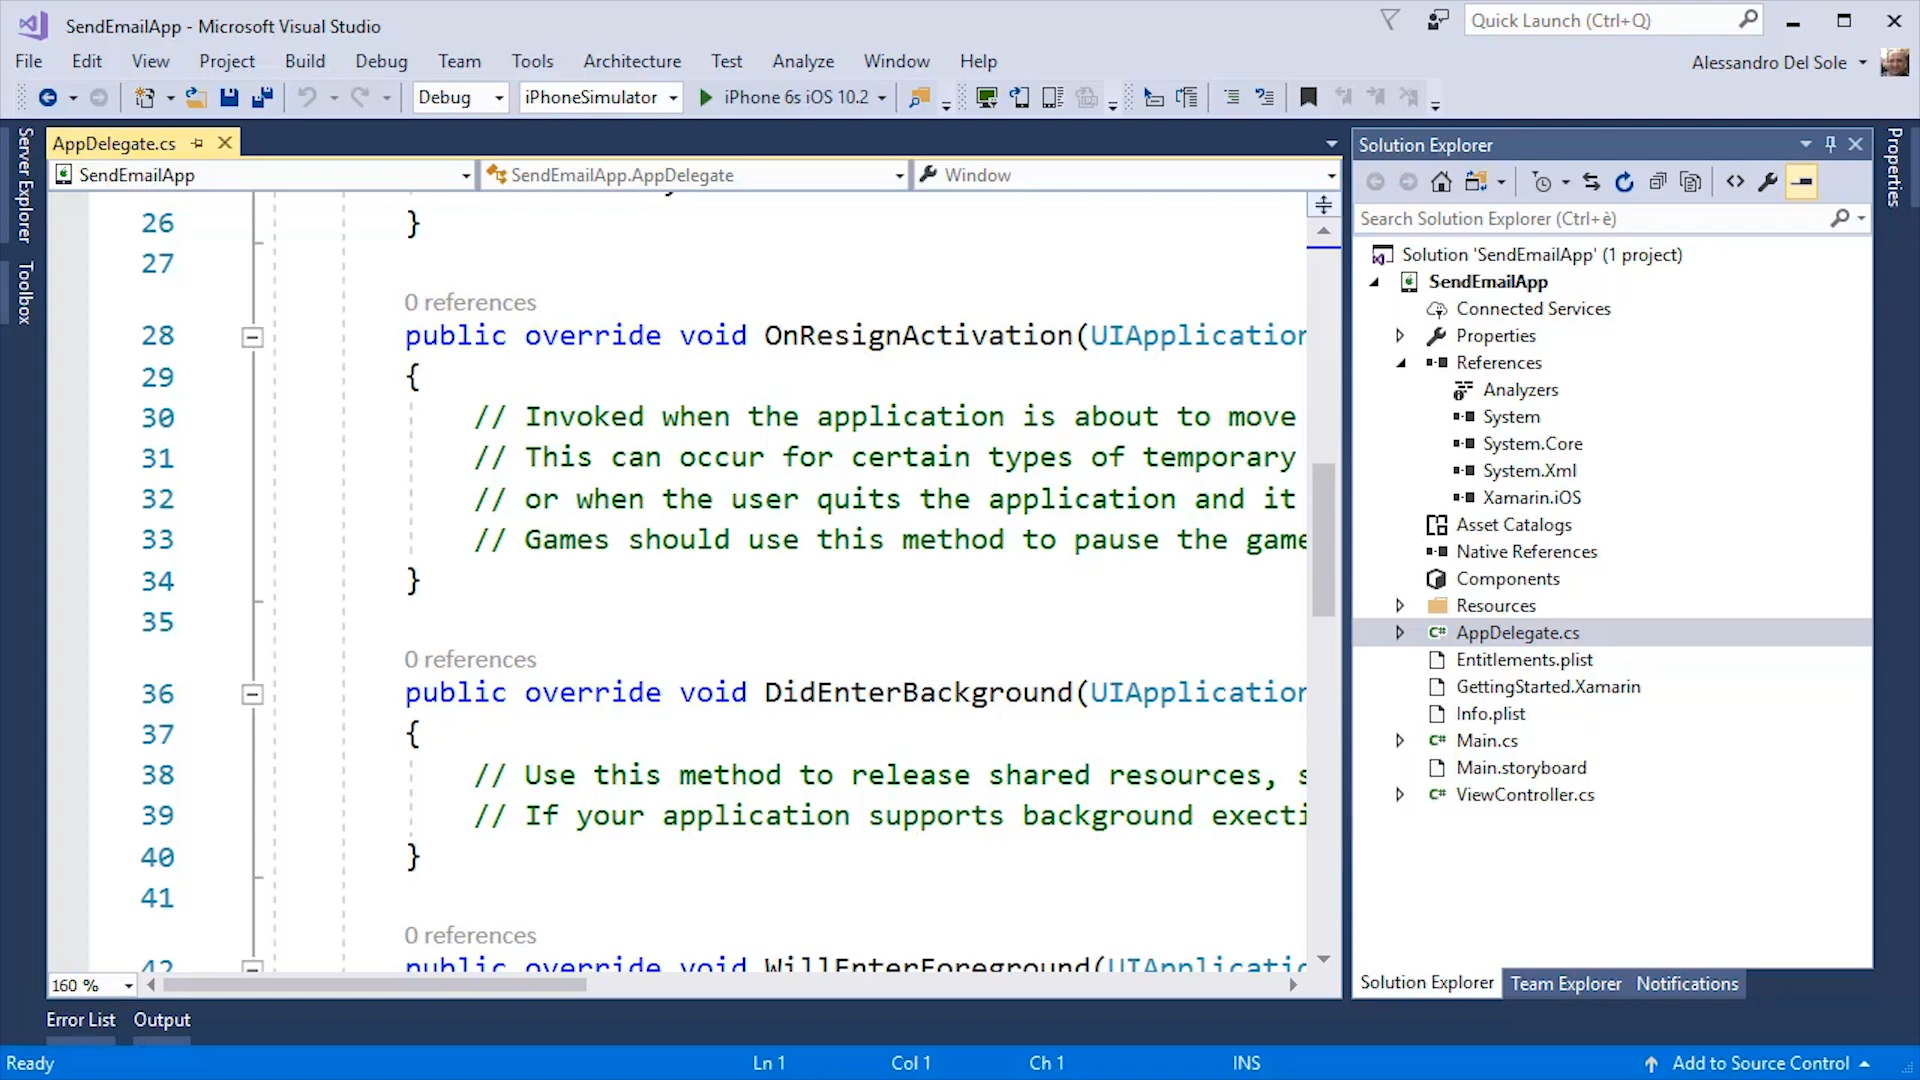 SendEmailApp - Microsoft Visual Studio
Quick Launch (Ctrl+Q)
File Edit View Project Build Debug Team Tools Architecture Test Analyze Window Help
Alessandro Del Sole
Debug iPhoneSimulator iPhone 6s iOS 10.2
Server Explorer
Toolbox
AppDelegate.cs
SendEmailApp SendEmailApp.AppDelegate Window
26 }
27
0 references
28 public override void OnResignActivation(UIApplication
29 {
30 // Invoked when the application is about to move
31 // This can occur for certain types of temporary
32 // or when the user quits the application and it
33 // Games should use this method to pause the game
34 }
35
0 references
36 public override void DidEnterBackground(UIApplication
37 {
38 // Use this method to release shared resources, s
39 // If your application supports background execti
40 }
41
0 references
42 public override void WillEnterForeground(UIApplicatio
160 %
Solution Explorer
Search Solution Explorer (Ctrl+è)
Solution 'SendEmailApp' (1 project)
SendEmailApp
Connected Services
Properties
References
Analyzers
System
System.Core
System.Xml
Xamarin.iOS
Asset Catalogs
Native References
Components
Resources
C# AppDelegate.cs
Entitlements.plist
GettingStarted.Xamarin
Info.plist
C# Main.cs
Main.storyboard
C# ViewController.cs
Solution Explorer Team Explorer Notifications
Properties
Error List Output
Ready Ln 1 Col 1 Ch 1 INS Add to Source Control